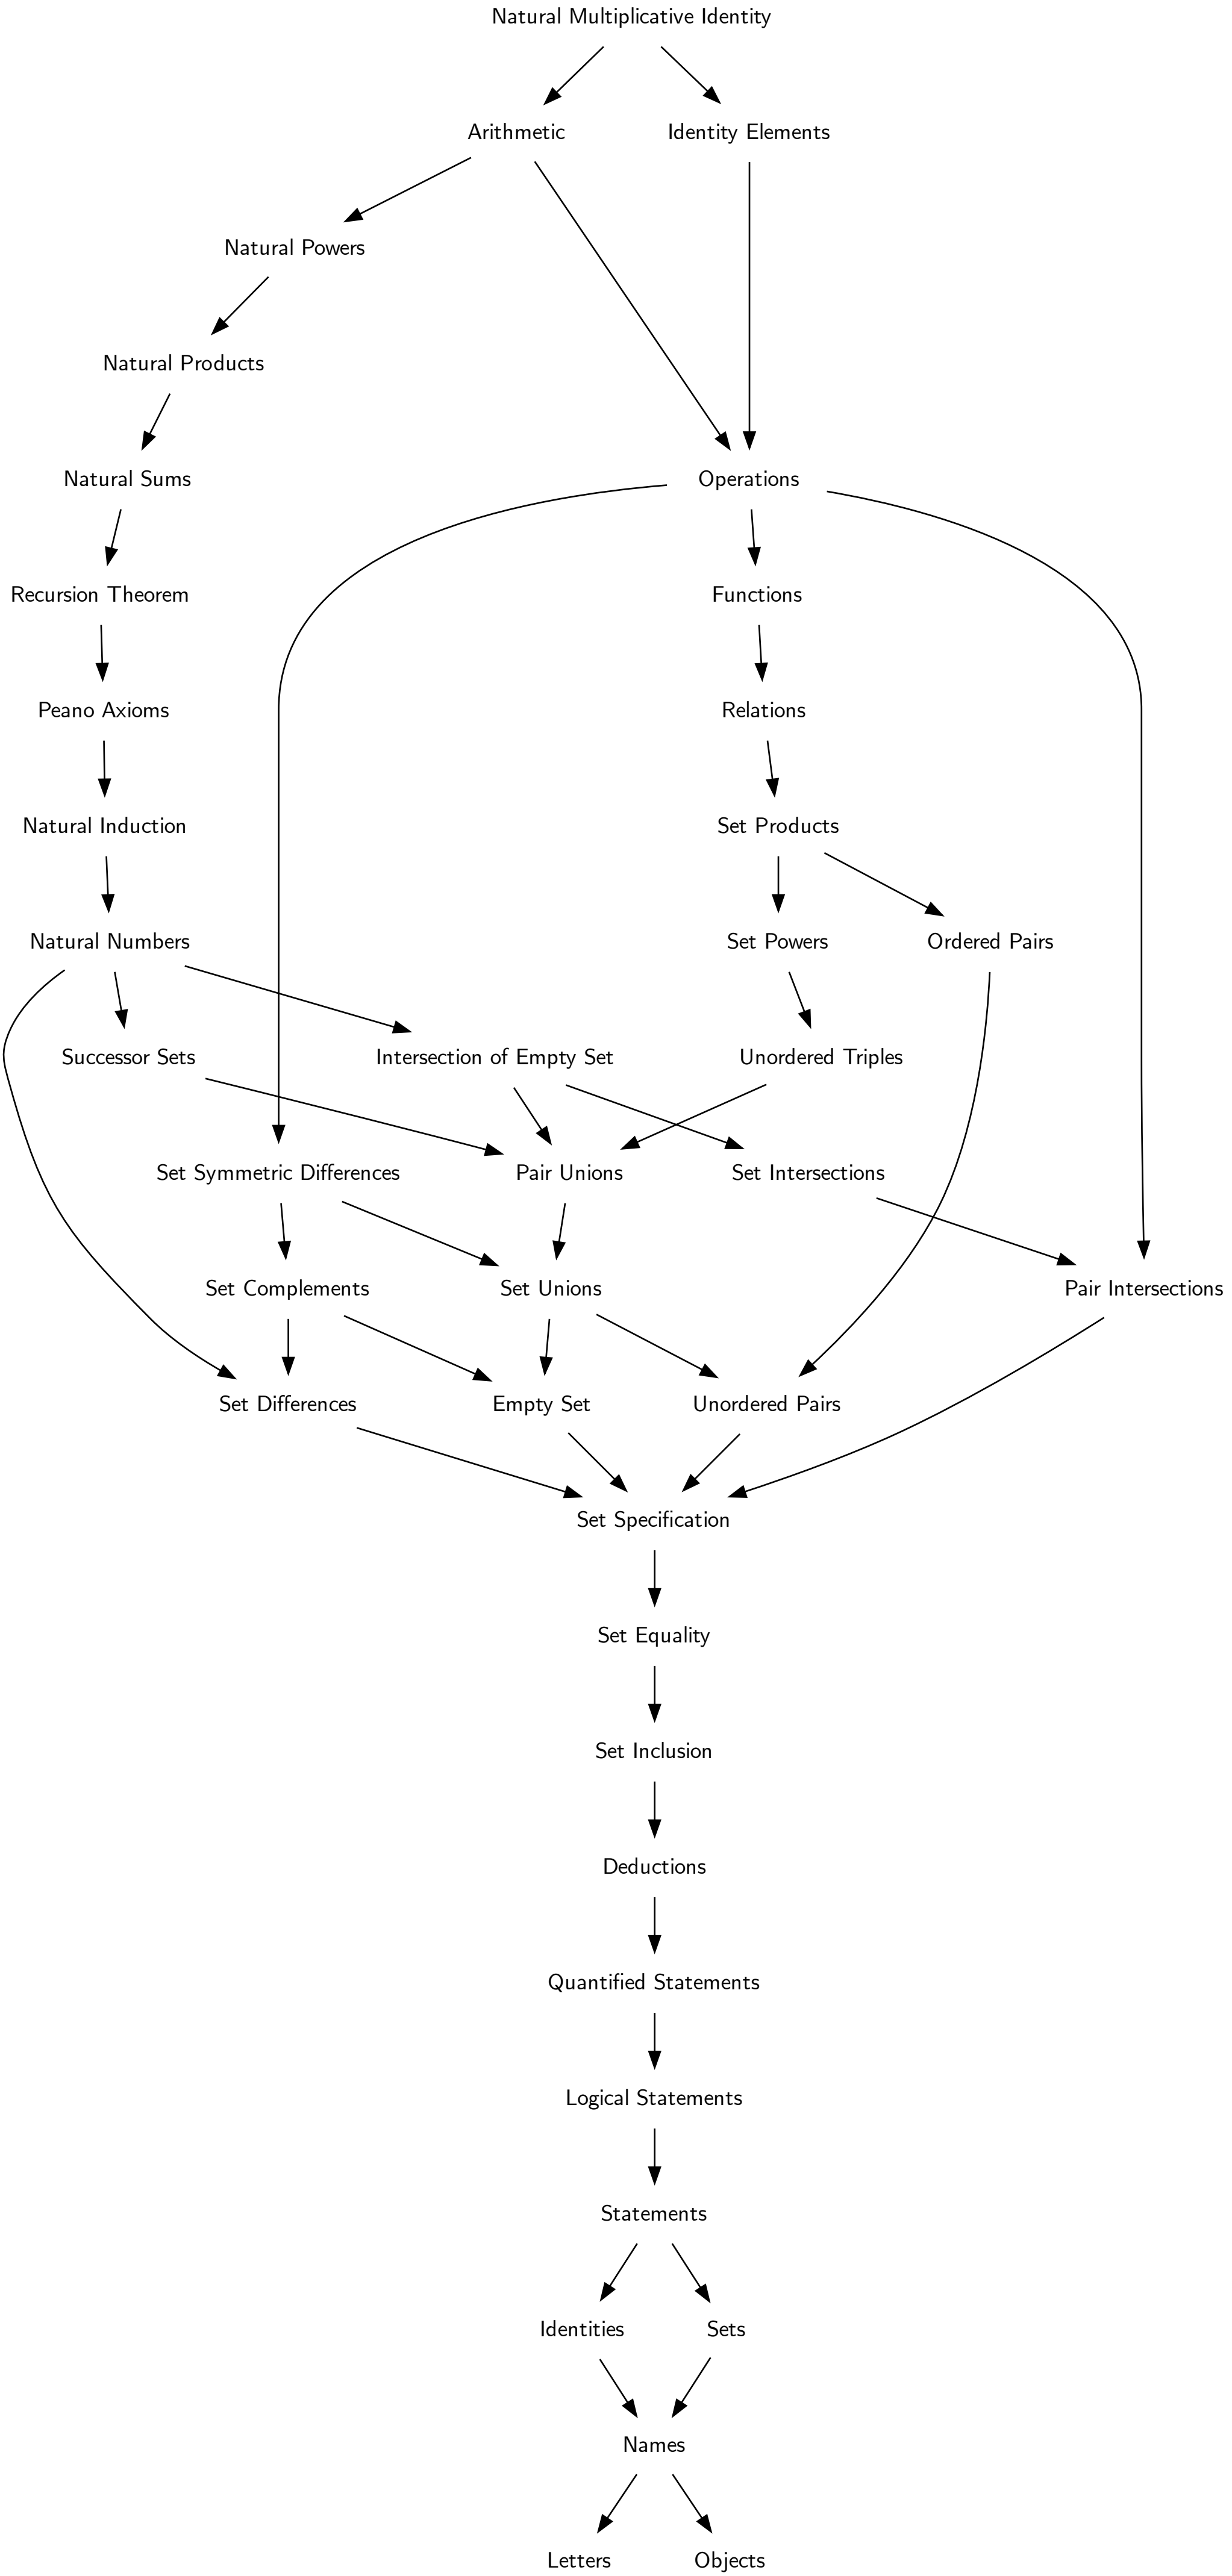 Natural Multiplicative Identity
Arithmetic
Identity Elements
Natural Powers
Natural Products
Natural Sums
Operations
Recursion Theorem
Functions
Peano Axioms
Relations
Natural Induction
Set Products
Natural Numbers
Set Powers
Ordered Pairs
Successor Sets
Intersection of Empty Set
Unordered Triples
Set Symmetric Differences
Pair Unions
Set Intersections
Set Complements
Set Unions
Pair Intersections
Set Differences
Empty Set
Unordered Pairs
Set Specification
Set Equality
Set Inclusion
Deductions
Quantified Statements
Logical Statements
Statements
Identities
Sets
Names
Letters
Objects